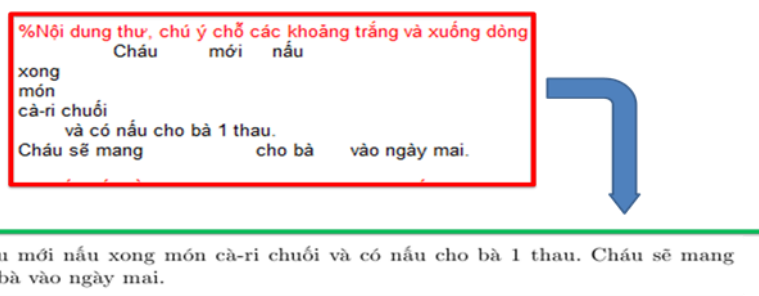 %Nội dung thư, chú ý chỗ các khoảng trắng và xuống dòng
Cháu mới nấu
xong
món
cà-ri chuối
và có nấu cho bà 1 thau.
Cháu sẽ mang cho bà vào ngày mai.
mới nấu xong món cà-ri chuối và có nấu cho bà 1 thau. Cháu sẽ mang
bà vào ngày mai.